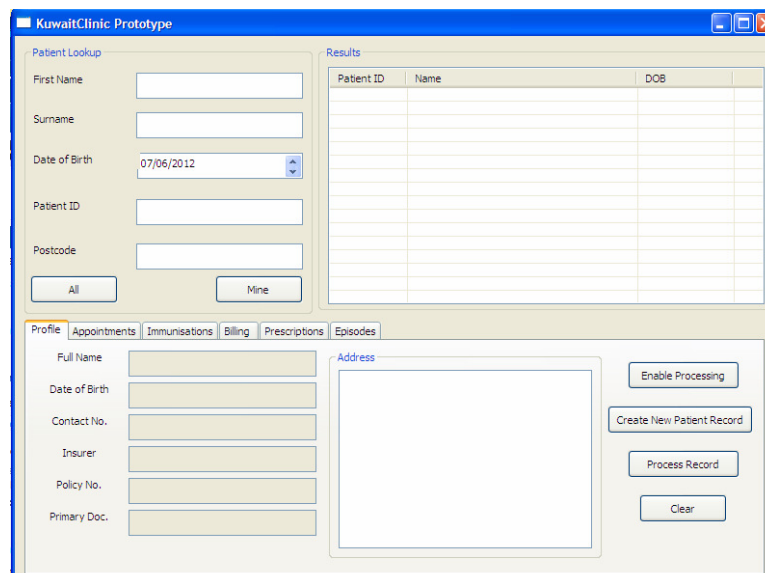 KuwaitClinic Prototype
Patient Lookup
First Name
Surname
Date of Birth
07/06/2012
Patient ID
Postcode
All
Mine
Results
Patient ID Name DOB
Profile Appointments Immunisations Billing Prescriptions Episodes
Full Name
Date of Birth
Contact No.
Insurer
Policy No.
Primary Doc.
Address
Enable Processing
Create New Patient Record
Process Record
Clear